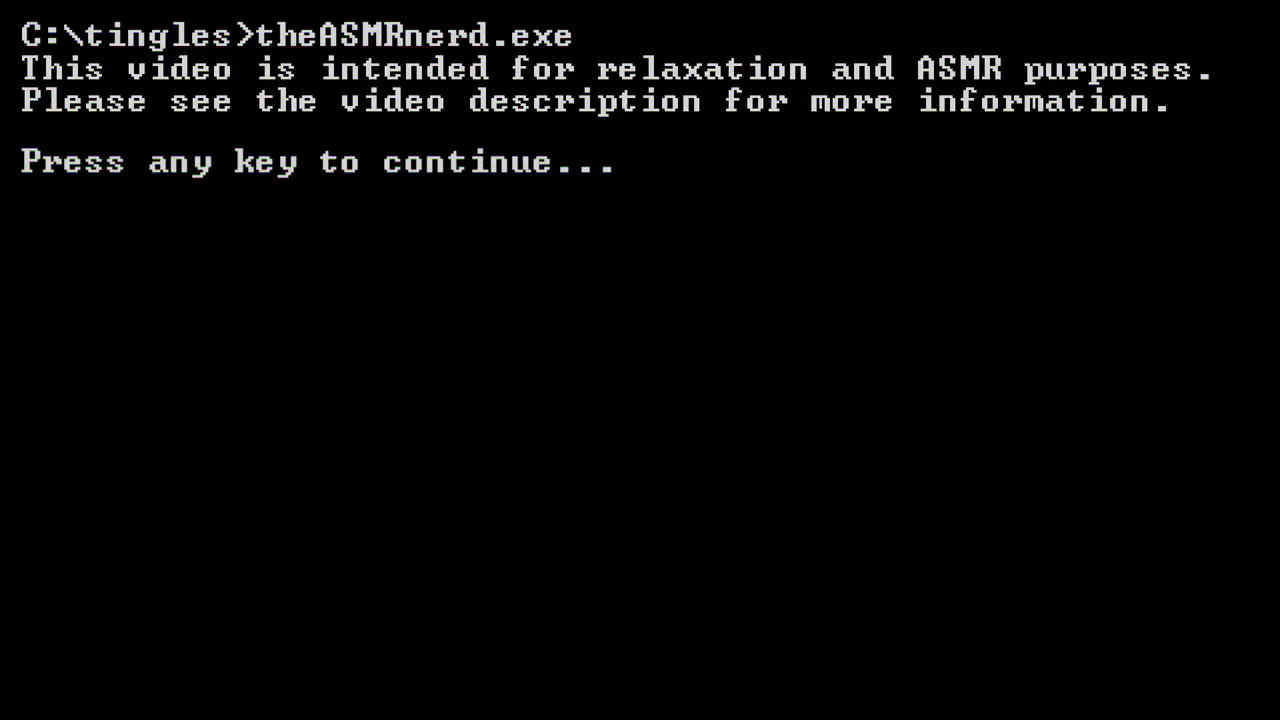 C:\tingles>theASMRnerd.exe
This video is intended for relaxation and ASMR purposes.
Please see the video description for more information.
Press any key to continue...